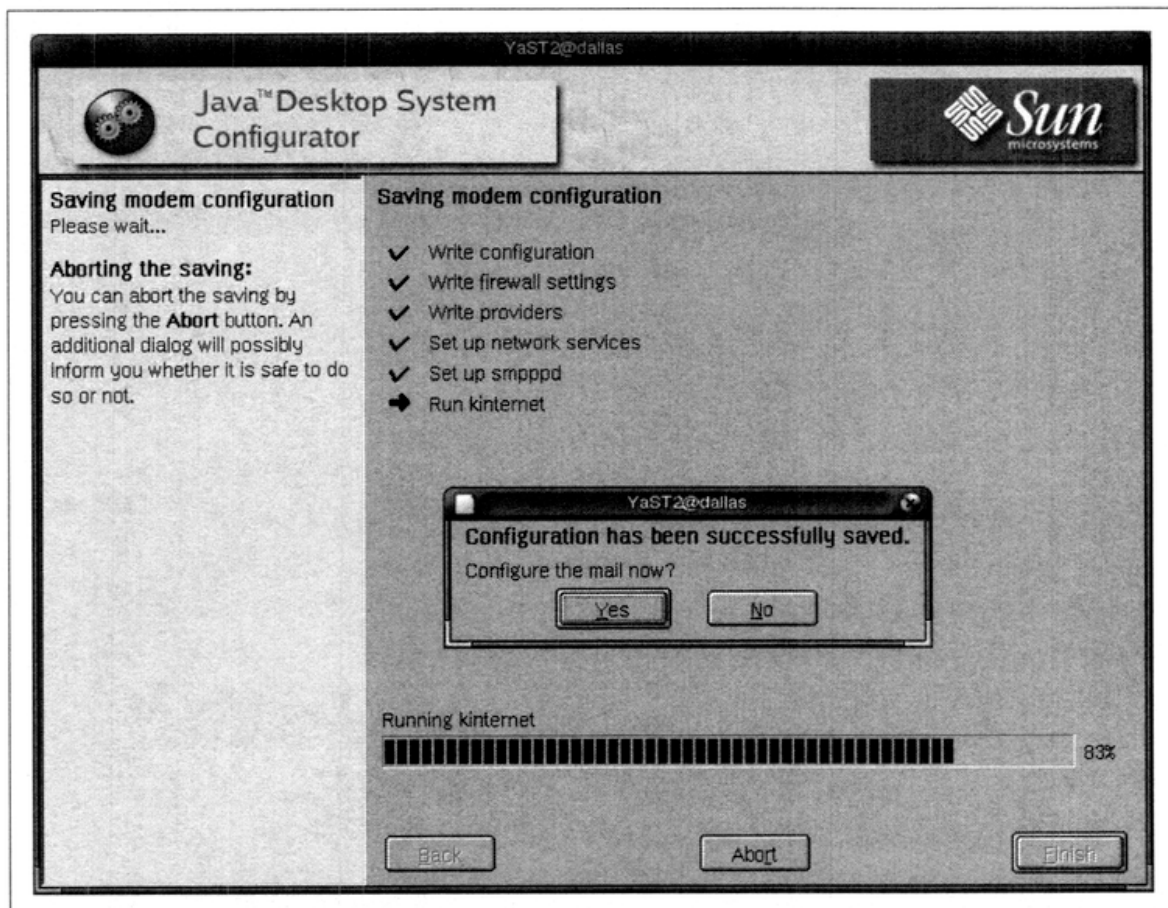 YaST2@dallas
Java™ Desktop System
Configurator
Sun
microsystems
Saving modem configuration
Please wait...
Aborting the saving:
You can abort the saving by
pressing the Abort button. An
additional dialog will possibly
inform you whether it is safe to do
so or not.
Saving modem configuration
Write configuration
Write firewall settings
Write providers
Set up network services
Set up smpppd
Run kinternet
YaST2@dallas
Configuration has been successfully saved.
Configure the mail now?
Yes
No
Running kinternet
83%
Back
Abort
Finish